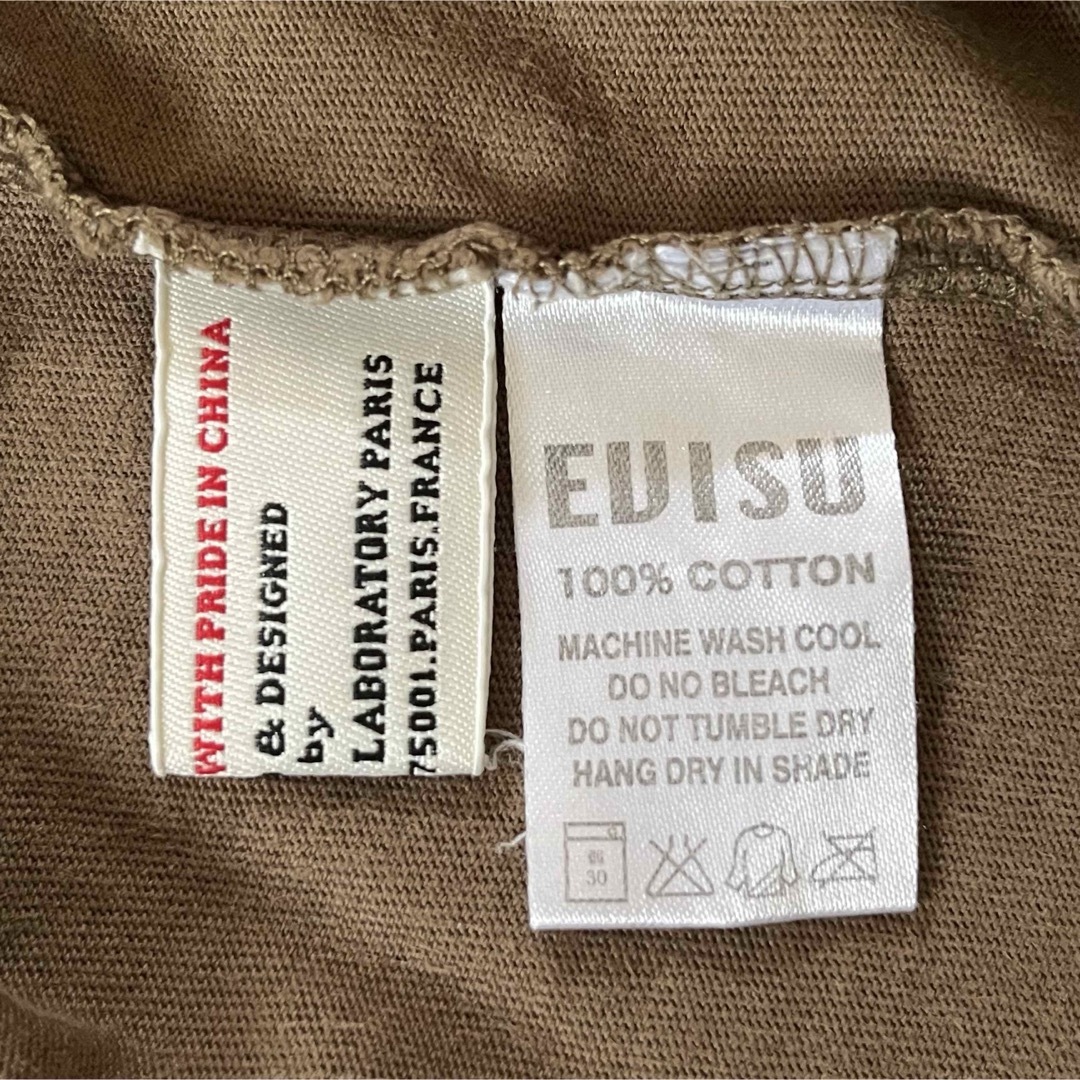 WITH PRIDE IN CHINA
& DESIGNED
by
LABORATORY PARIS
75001.PARIS.FRANCE
EVISU
100% COTTON
MACHINE WASH COOL
DO NO BLEACH
DO NOT TUMBLE DRY
HANG DRY IN SHADE
30